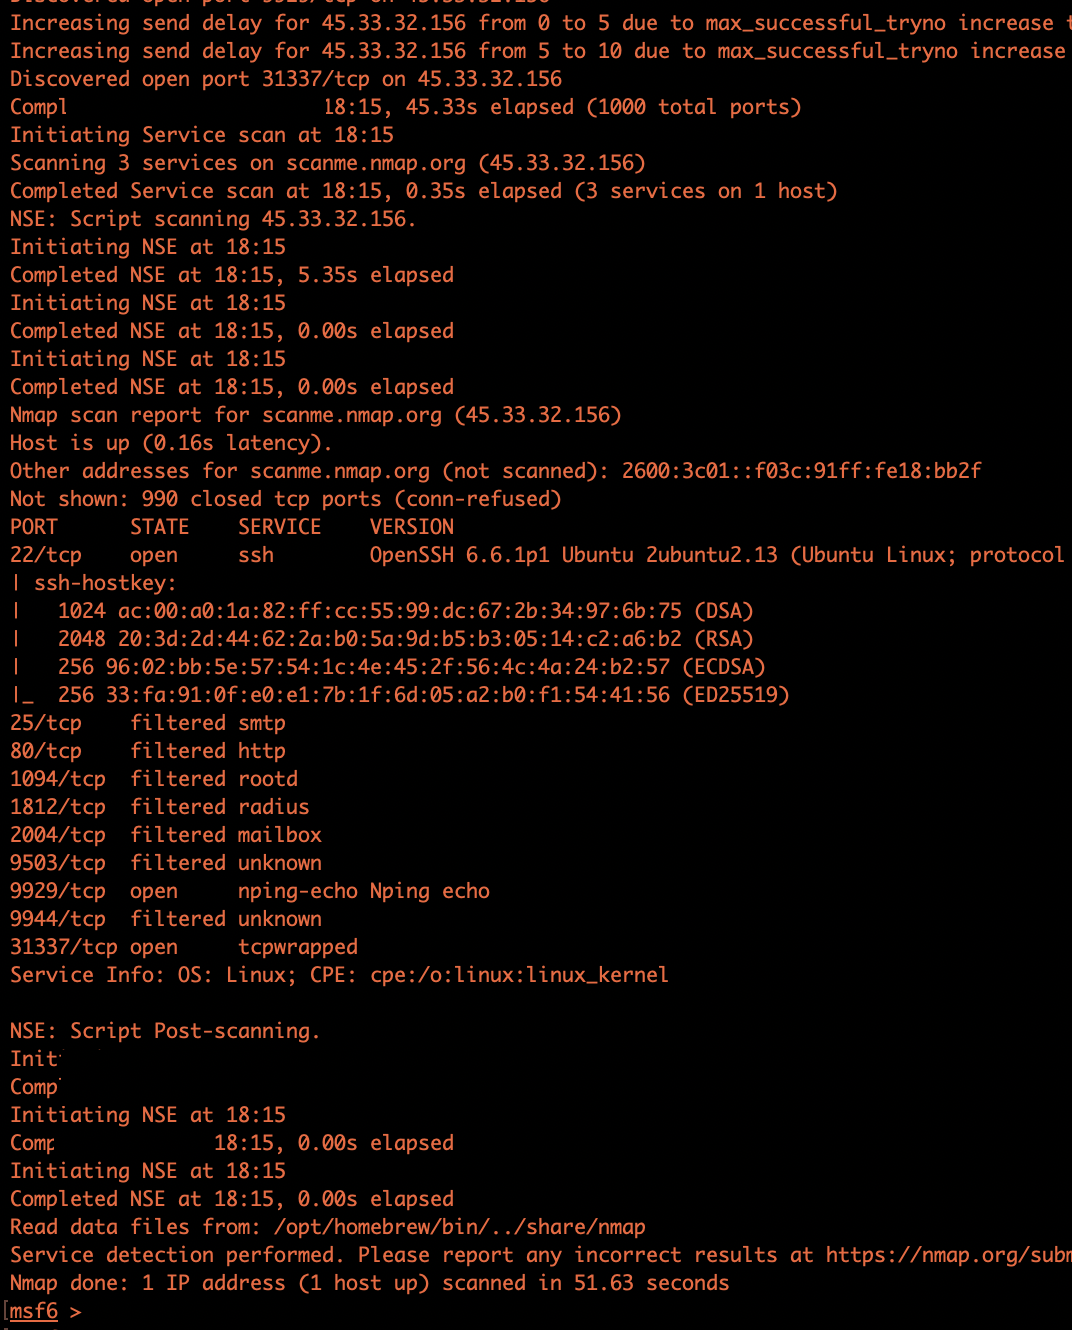 Discovered open port 9929/tcp on 45.33.32.156
Increasing send delay for 45.33.32.156 from 0 to 5 due to max_successful_tryno increase t
Increasing send delay for 45.33.32.156 from 5 to 10 due to max_successful_tryno increase
Discovered open port 31337/tcp on 45.33.32.156
Compl 18:15, 45.33s elapsed (1000 total ports)
Initiating Service scan at 18:15
Scanning 3 services on scanme.nmap.org (45.33.32.156)
Completed Service scan at 18:15, 0.35s elapsed (3 services on 1 host)
NSE: Script scanning 45.33.32.156.
Initiating NSE at 18:15
Completed NSE at 18:15, 5.35s elapsed
Initiating NSE at 18:15
Completed NSE at 18:15, 0.00s elapsed
Initiating NSE at 18:15
Completed NSE at 18:15, 0.00s elapsed
Nmap scan report for scanme.nmap.org (45.33.32.156)
Host is up (0.16s latency).
Other addresses for scanme.nmap.org (not scanned): 2600:3c01::f03c:91ff:fe18:bb2f
Not shown: 990 closed tcp ports (conn-refused)
PORT      STATE    SERVICE    VERSION
22/tcp    open     ssh        OpenSSH 6.6.1p1 Ubuntu 2ubuntu2.13 (Ubuntu Linux; protocol
| ssh-hostkey:
|   1024 ac:00:a0:1a:82:ff:cc:55:99:dc:67:2b:34:97:6b:75 (DSA)
|   2048 20:3d:2d:44:62:2a:b0:5a:9d:b5:b3:05:14:c2:a6:b2 (RSA)
|   256 96:02:bb:5e:57:54:1c:4e:45:2f:56:4c:4a:24:b2:57 (ECDSA)
|_  256 33:fa:91:0f:e0:e1:7b:1f:6d:05:a2:b0:f1:54:41:56 (ED25519)
25/tcp    filtered smtp
80/tcp    filtered http
1094/tcp  filtered rootd
1812/tcp  filtered radius
2004/tcp  filtered mailbox
9503/tcp  filtered unknown
9929/tcp  open     nping-echo Nping echo
9944/tcp  filtered unknown
31337/tcp open     tcpwrapped
Service Info: OS: Linux; CPE: cpe:/o:linux:linux_kernel
NSE: Script Post-scanning.
Init
Comp
Initiating NSE at 18:15
Comp 18:15, 0.00s elapsed
Initiating NSE at 18:15
Completed NSE at 18:15, 0.00s elapsed
Read data files from: /opt/homebrew/bin/../share/nmap
Service detection performed. Please report any incorrect results at https://nmap.org/subm
Nmap done: 1 IP address (1 host up) scanned in 51.63 seconds
[msf6 >